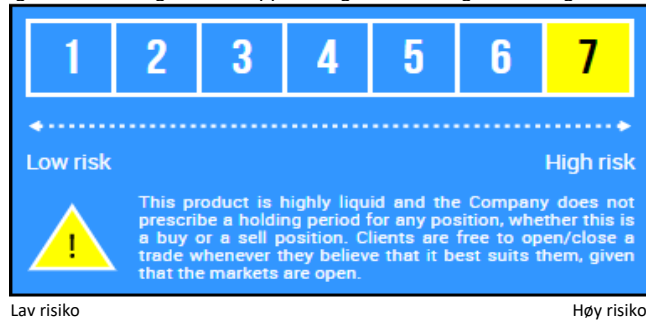 1 2 3 4 5 6 7
Low risk High risk
! This product is highly liquid and the Company does not
prescribe a holding period for any position, whether this is
a buy or a sell position. Clients are free to open/close a
trade whenever they believe that it best suits them, given
that the markets are open.
Lav risiko Høy risiko